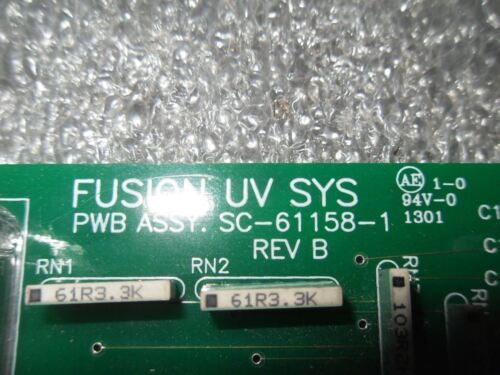 FUSION UV SYS
PWB ASSY. SC-61158-1
REV B
AE 1-0
94V-0
1301
C1
C
C
RN1
RN2
61R3.3K
61R3.3K